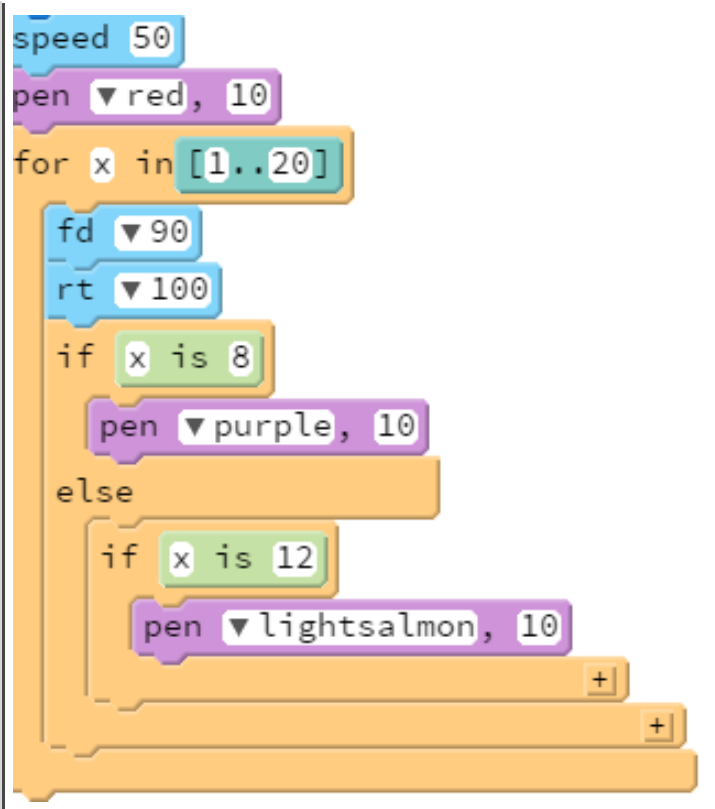 speed 50
pen ▼ red, 10
for x in [1..20]
fd ▼ 90
rt ▼ 100
if x is 8
pen ▼ purple, 10
else
if x is 12
pen ▼ lightsalmon, 10
+
+